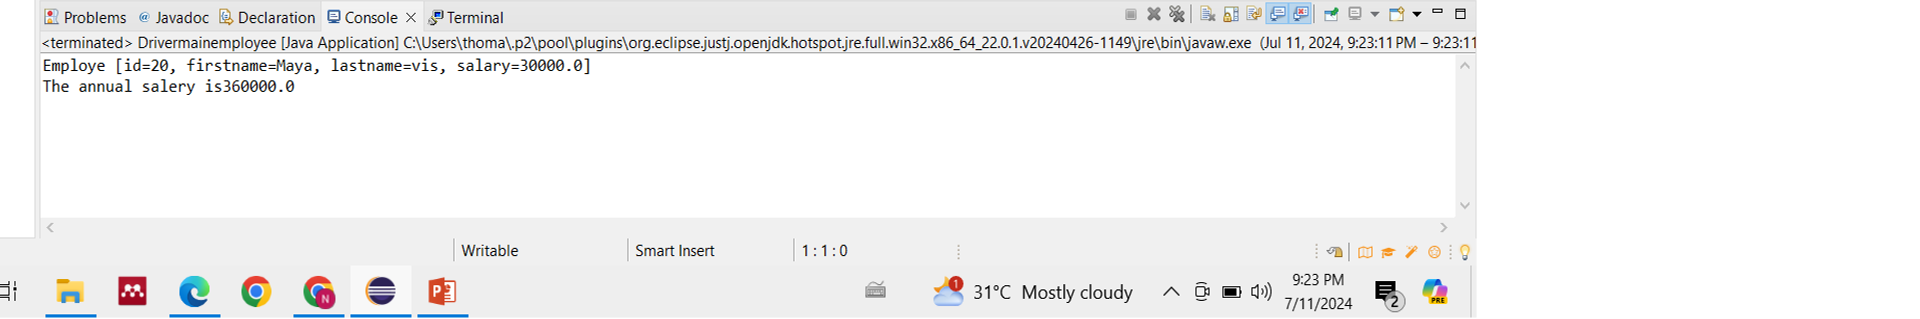 Problems @ Javadoc Declaration Console Terminal
<terminated> Drivermainemployee [Java Application] C:\Users\thoma\.p2\pool\plugins\org.eclipse.justj.openjdk.hotspot.jre.full.win32.x86_64_22.0.1.v20240426-1149\jre\bin\javaw.exe (Jul 11, 2024, 9:23:11 PM – 9:23:11
Employe [id=20, firstname=Maya, lastname=vis, salary=30000.0]
The annual salery is360000.0
Writable Smart Insert 1 : 1 : 0
N P 1 31°C Mostly cloudy 9:23 PM
7/11/2024 2 PRE